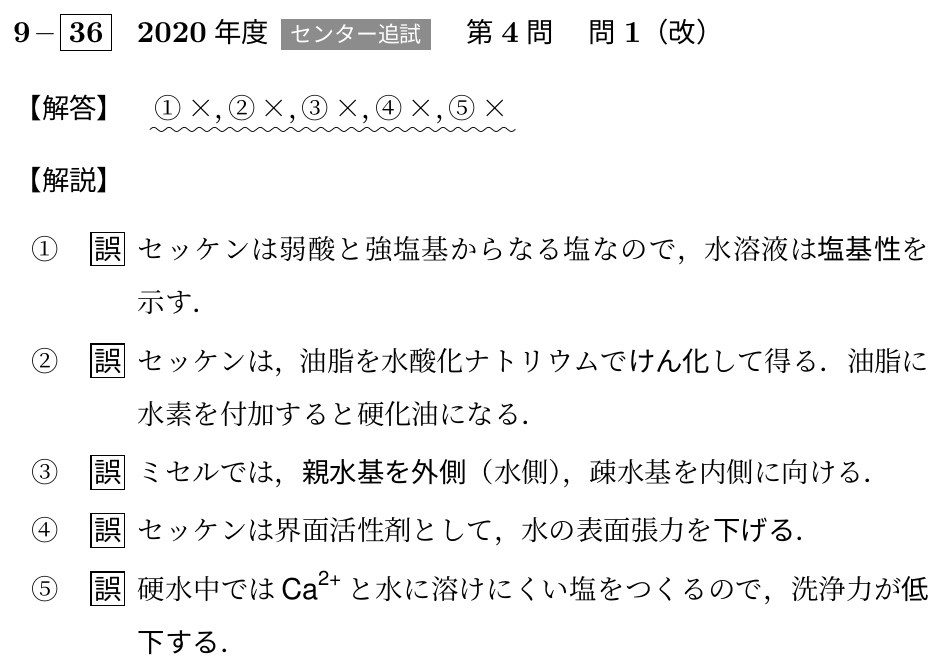 9－36 2020 年度 センター追試 第 4 問 問 1（改）
【解答】 ① ×, ② ×, ③ ×, ④ ×, ⑤ ×
【解説】
① 誤 セッケンは弱酸と強塩基からなる塩なので，水溶液は塩基性を
示す．
② 誤 セッケンは，油脂を水酸化ナトリウムでけん化して得る．油脂に
水素を付加すると硬化油になる．
③ 誤 ミセルでは，親水基を外側（水側），疎水基を内側に向ける．
④ 誤 セッケンは界面活性剤として，水の表面張力を下げる．
⑤ 誤 硬水中では Ca²⁺ と水に溶けにくい塩をつくるので，洗浄力が低
下する．